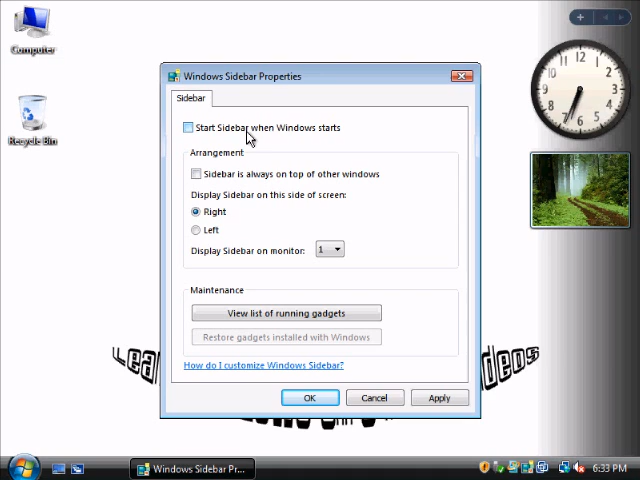 Computer
Recycle Bin
Windows Sidebar Properties
Sidebar
Start Sidebar when Windows starts
Arrangement
Sidebar is always on top of other windows
Display Sidebar on this side of screen:
Right
Left
Display Sidebar on monitor:
1
Maintenance
View list of running gadgets
Restore gadgets installed with Windows
How do I customize Windows Sidebar?
OK
Cancel
Apply
Windows Sidebar Pr...
6:33 PM